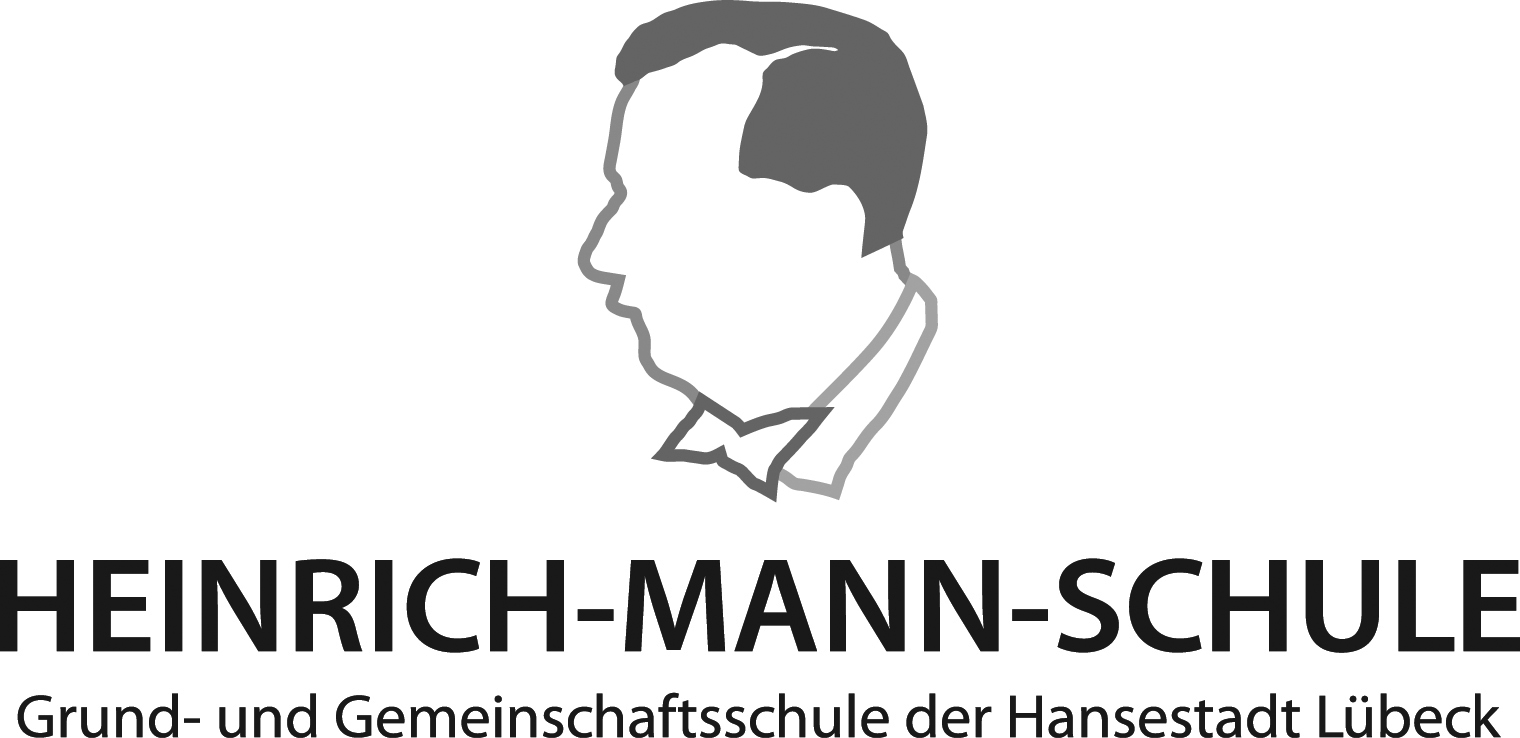 HEINRICH-MANN-SCHULE
Grund- und Gemeinschaftsschule der Hansestadt Lübeck